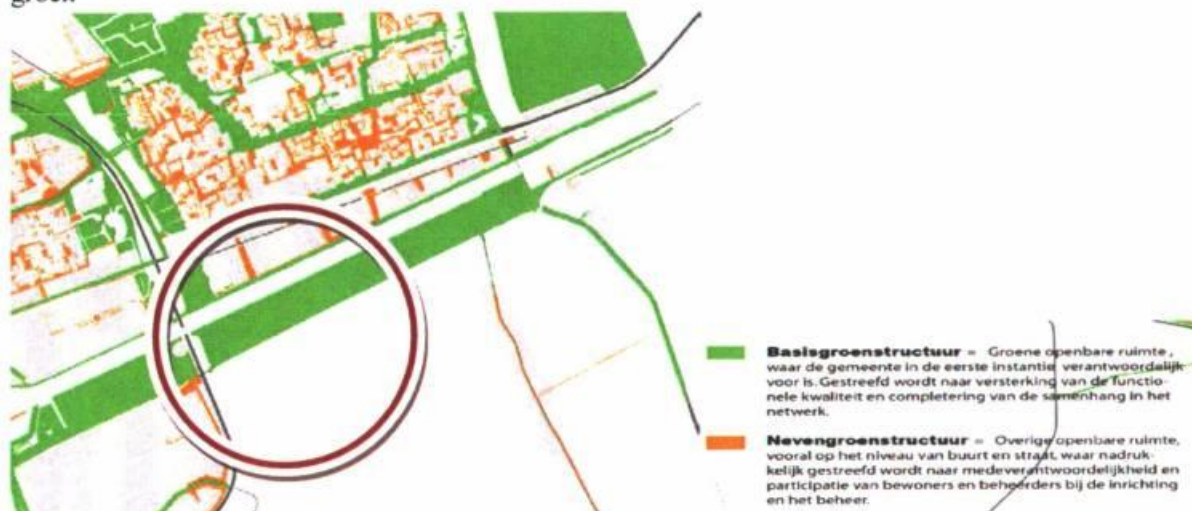 Basisgroenstructuur = Groene openbare ruimte,
waar de gemeente in de eerste instantie verantwoordelijk
voor is. Gestreefd wordt naar versterking van de functio-
nele kwaliteit en completering van de samenhang in het
netwerk.
Nevengroenstructuur = Overige openbare ruimte,
vooral op het niveau van buurt en straat, waar nadruk-
kelijk gestreefd wordt naar medeverantwoordelijkheid en
participatie van bewoners en beheerders bij de inrichting
en het beheer.